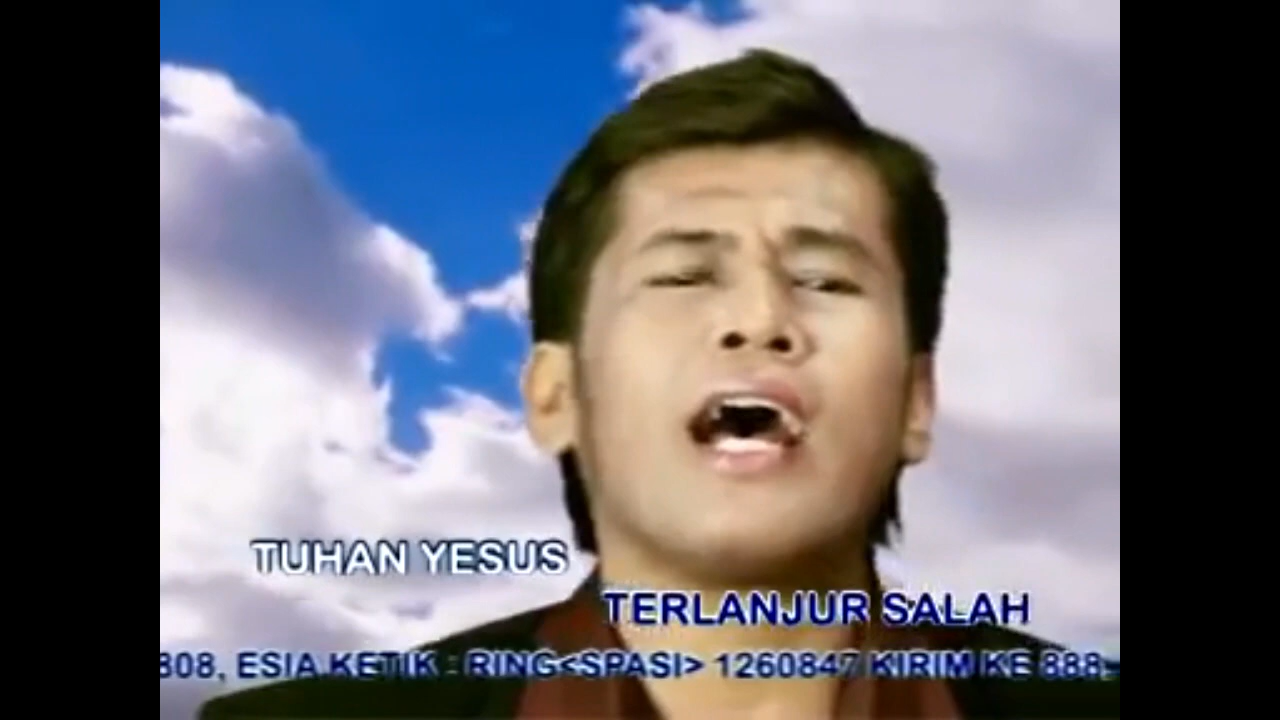 TUHAN YESUS
TERLANJUR SALAH
808, ESIA KETIK : RING<SPASI> 1260847 KIRIM KE 888